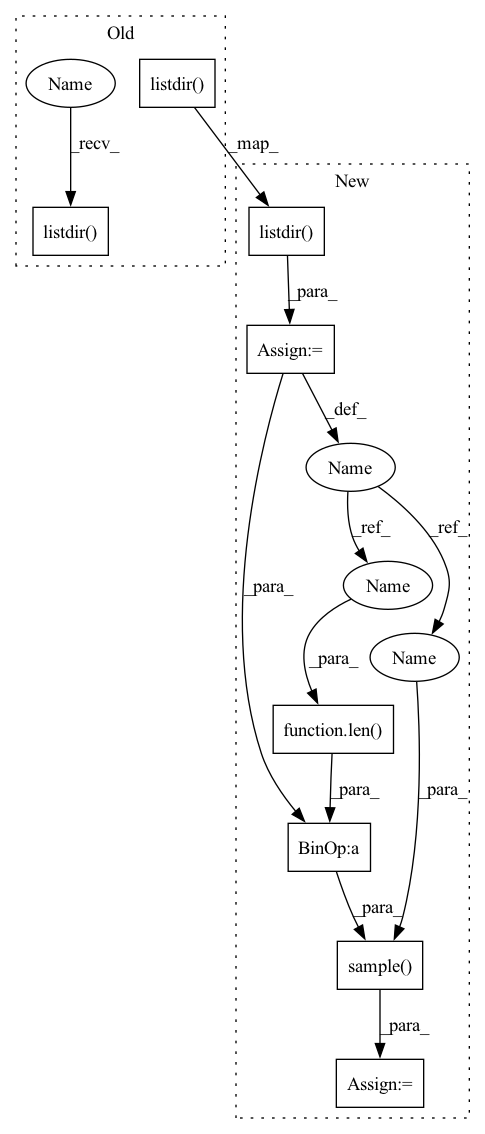 Old
Name
listdir()
_recv_
_map_
New
listdir()
listdir()
_para_
Assign:=
_def_
Name
_ref_
_ref_
_para_
Name
Name
_para_
function.len()
_para_
_para_
BinOp:a
_para_
sample()
_para_
Assign:=